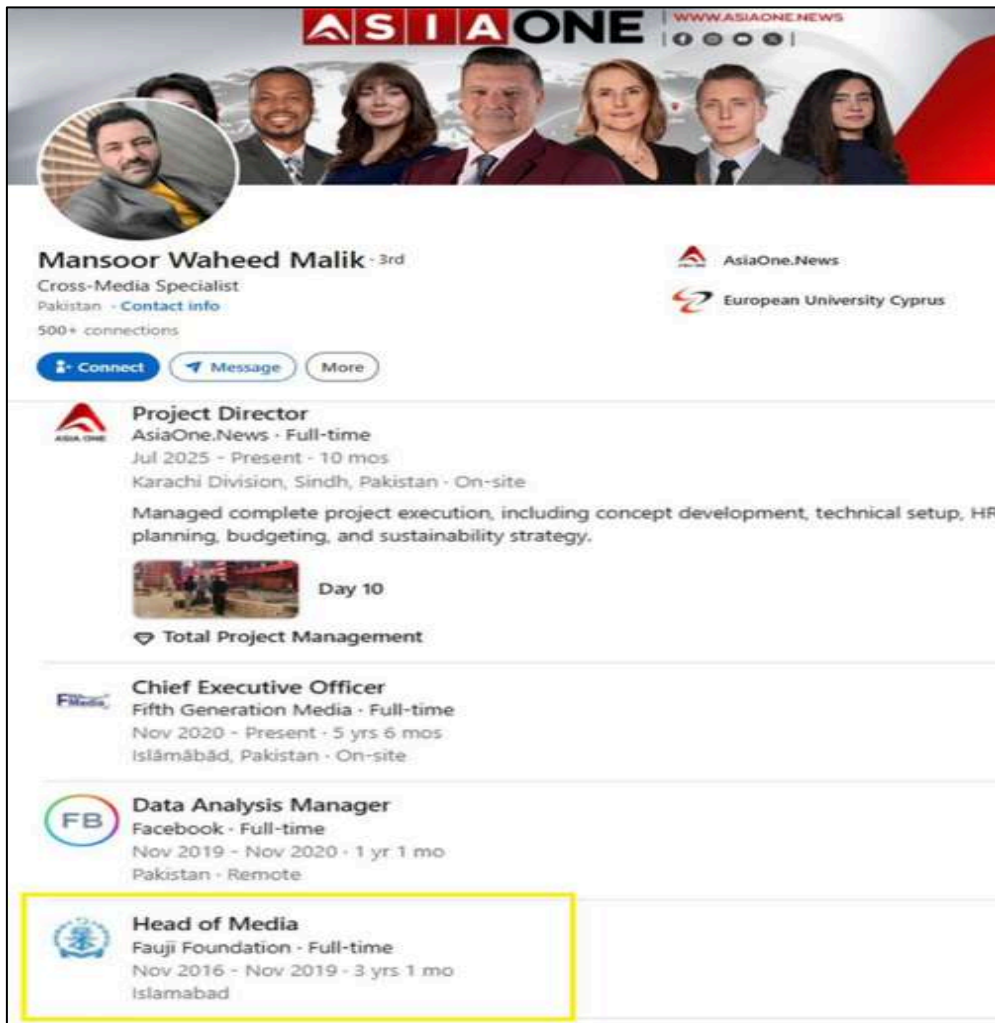 ASIA ONE
WWW.ASIAONE.NEWS
Mansoor Waheed Malik · 3rd
Cross-Media Specialist
Pakistan · Contact info
500+ connections
AsiaOne.News
European University Cyprus
Connect
Message
More
ASIA ONE
Project Director
AsiaOne.News · Full-time
Jul 2025 - Present · 10 mos
Karachi Division, Sindh, Pakistan · On-site
Managed complete project execution, including concept development, technical setup, HR
planning, budgeting, and sustainability strategy.
Day 10
Total Project Management
Chief Executive Officer
Fifth Generation Media · Full-time
Nov 2020 - Present · 5 yrs 6 mos
Islāmābād, Pakistan · On-site
FB
Data Analysis Manager
Facebook · Full-time
Nov 2019 - Nov 2020 · 1 yr 1 mo
Pakistan · Remote
Head of Media
Fauji Foundation · Full-time
Nov 2016 - Nov 2019 · 3 yrs 1 mo
Islamabad